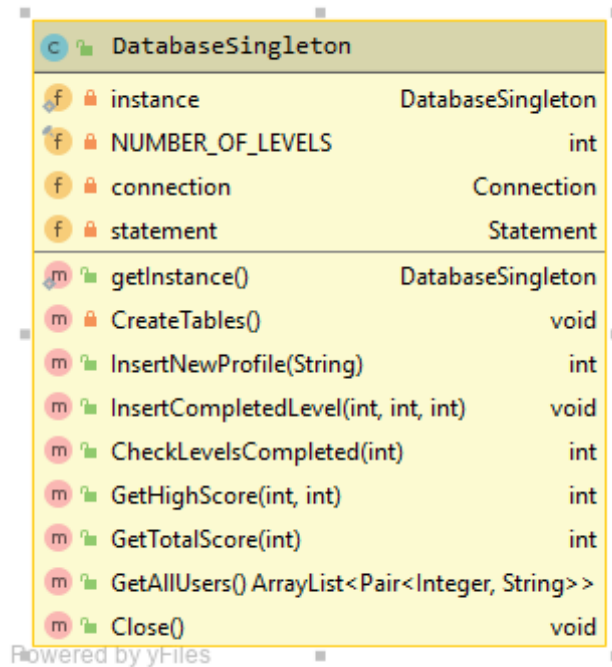 C DatabaseSingleton
f instance DatabaseSingleton
f NUMBER_OF_LEVELS int
f connection Connection
f statement Statement
m getInstance() DatabaseSingleton
m CreateTables() void
m InsertNewProfile(String) int
m InsertCompletedLevel(int, int, int) void
m CheckLevelsCompleted(int) int
m GetHighScore(int, int) int
m GetTotalScore(int) int
m GetAllUsers() ArrayList<Pair<Integer, String>>
m Close() void
Powered by yFiles